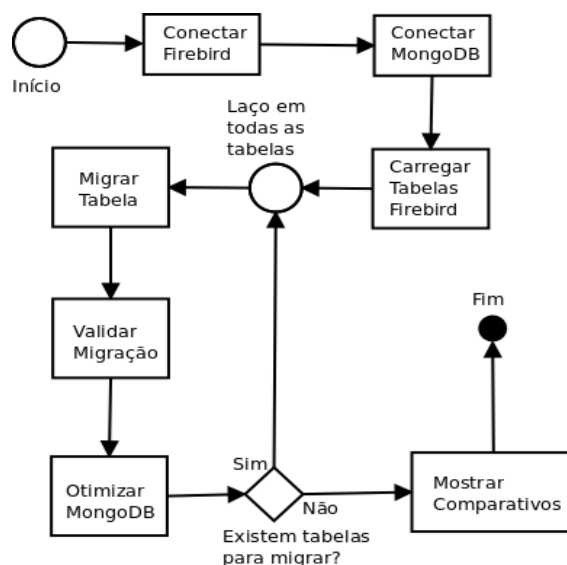 Início
Conectar
Firebird
Conectar
MongoDB
Carregar
Tabelas
Firebird
Laço em
todas as
tabelas
Migrar
Tabela
Validar
Migração
Otimizar
MongoDB
Sim
Não
Existem tabelas
para migrar?
Mostrar
Comparativos
Fim